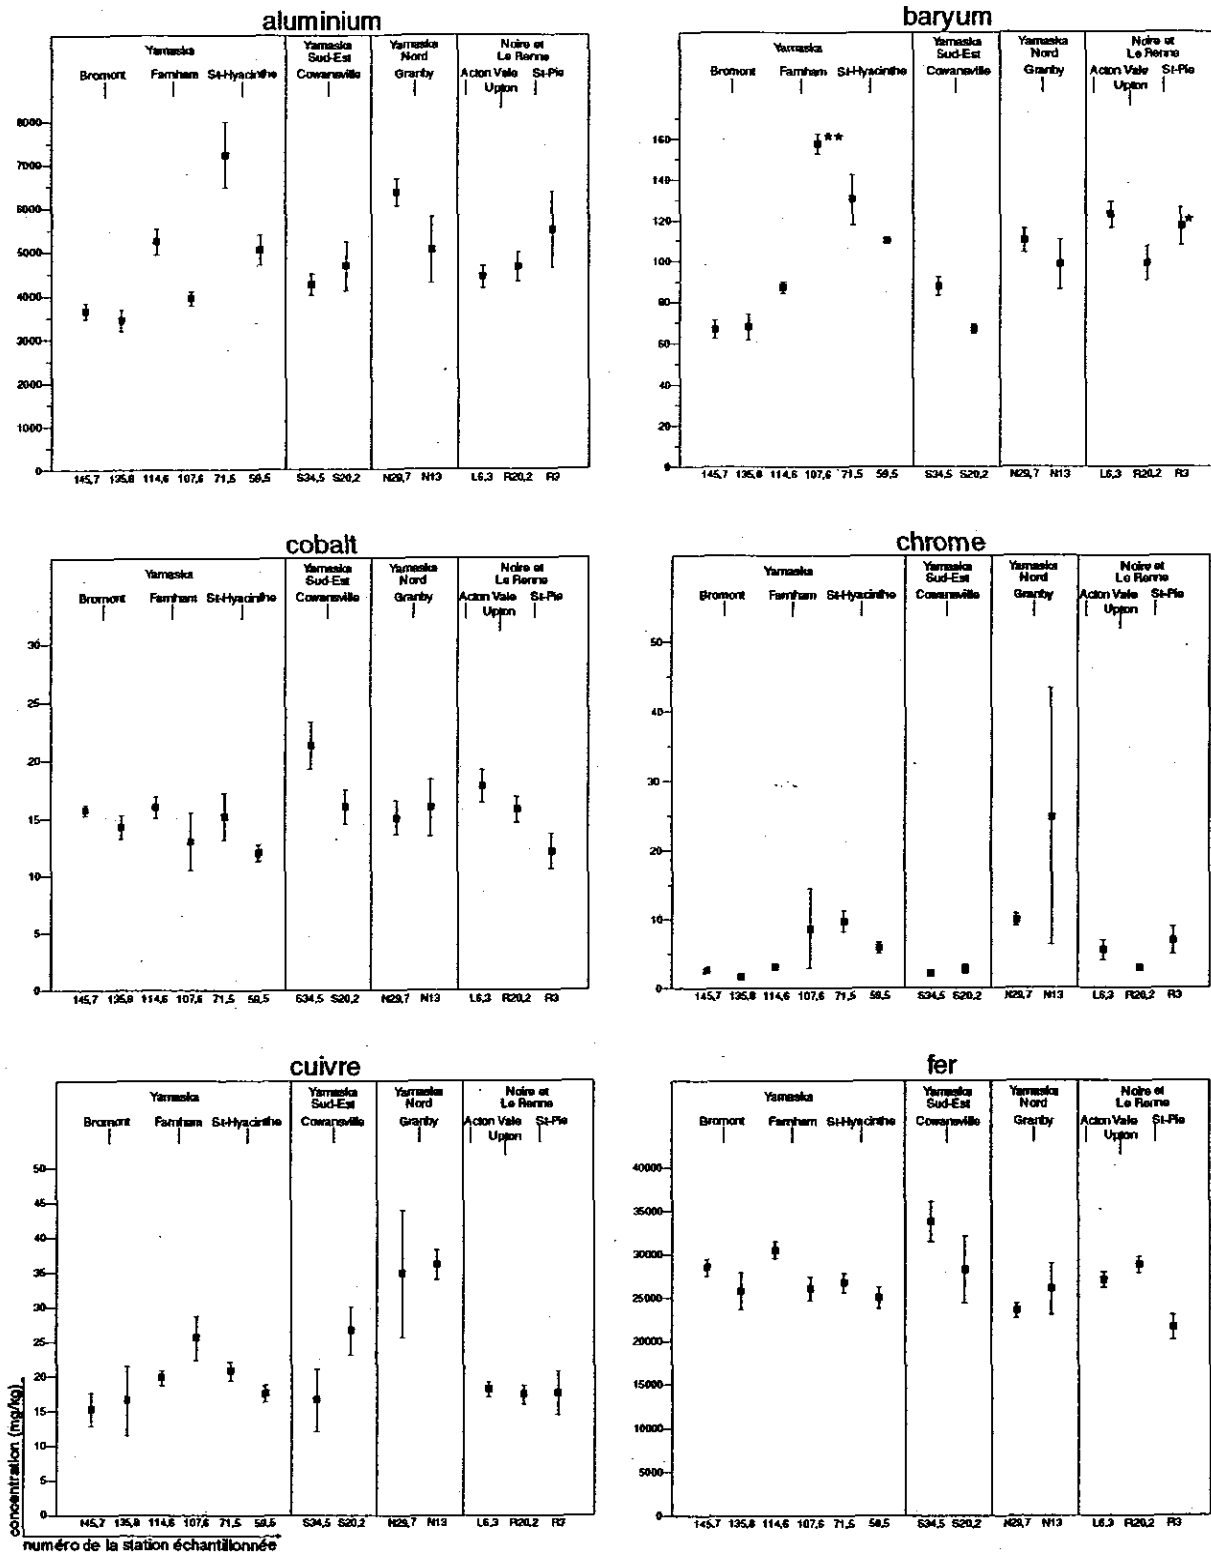 aluminium
Yamaska
Yamaska
Sud-Est
Yamaska
Nord
Noire et
Le Renne
Bromont Farnham St-Hyacinthe Cowansville Granby Acton Vale St-Pie
Upton
8000
7000
6000
5000
4000
3000
2000
1000
0
145,7 135,8 114,6 107,6 71,5 59,5 S34,5 S20,2 N29,7 N13 L6,3 R20,2 R3
baryum
Yamaska
Yamaska
Sud-Est
Yamaska
Nord
Noire et
Le Renne
Bromont Farnham St-Hyacinthe Cowansville Granby Acton Vale St-Pie
Upton
160
140
120
100
80
60
40
20
0
**
*
145,7 135,8 114,6 107,6 71,5 59,5 S34,5 S20,2 N29,7 N13 L6,3 R20,2 R3
cobalt
Yamaska
Yamaska
Sud-Est
Yamaska
Nord
Noire et
Le Renne
Bromont Farnham St-Hyacinthe Cowansville Granby Acton Vale St-Pie
Upton
30
25
20
15
10
5
0
145,7 135,8 114,6 107,6 71,5 59,5 S34,5 S20,2 N29,7 N13 L6,3 R20,2 R3
chrome
Yamaska
Yamaska
Sud-Est
Yamaska
Nord
Noire et
Le Renne
Bromont Farnham St-Hyacinthe Cowansville Granby Acton Vale St-Pie
Upton
50
40
30
20
10
0
145,7 135,8 114,6 107,6 71,5 59,5 S34,5 S20,2 N29,7 N13 L6,3 R20,2 R3
cuivre
Yamaska
Yamaska
Sud-Est
Yamaska
Nord
Noire et
Le Renne
Bromont Farnham St-Hyacinthe Cowansville Granby Acton Vale St-Pie
Upton
50
45
40
35
30
25
20
15
10
5
0
145,7 135,8 114,6 107,6 71,5 59,5 S34,5 S20,2 N29,7 N13 L6,3 R20,2 R3
concentration (mg/kg)
numéro de la station échantillonnée
fer
Yamaska
Yamaska
Sud-Est
Yamaska
Nord
Noire et
Le Renne
Bromont Farnham St-Hyacinthe Cowansville Granby Acton Vale St-Pie
Upton
40000
35000
30000
25000
20000
15000
10000
5000
0
145,7 135,8 114,6 107,6 71,5 59,5 S34,5 S20,2 N29,7 N13 L6,3 R20,2 R3